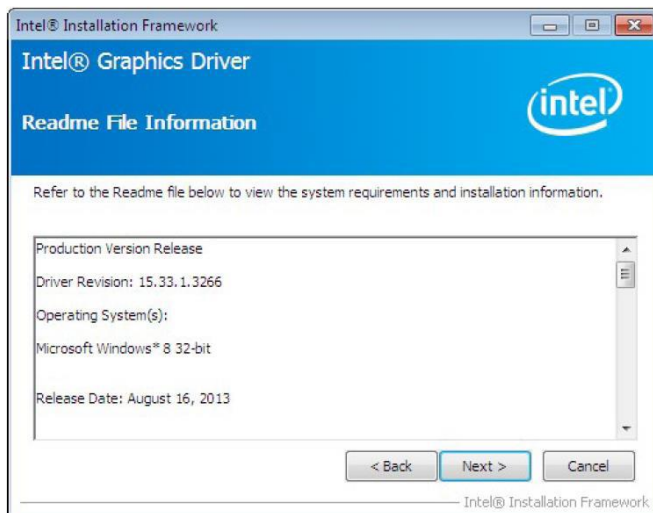 Intel® Installation Framework
Intel® Graphics Driver
intel
Readme File Information
Refer to the Readme file below to view the system requirements and installation information.
Production Version Release
Driver Revision: 15.33.1.3266
Operating System(s):
Microsoft Windows* 8 32-bit
Release Date: August 16, 2013
< Back Next > Cancel
Intel® Installation Framework